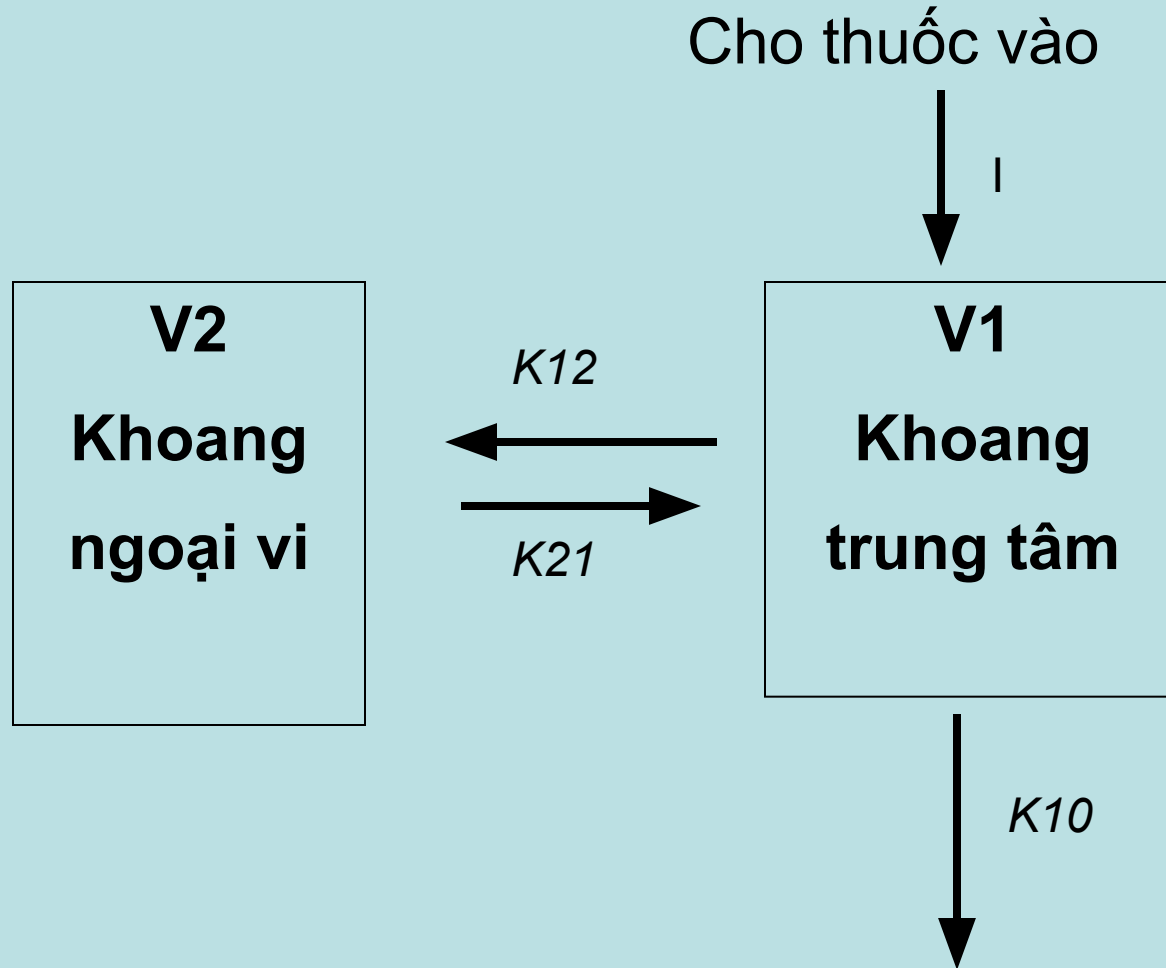 Cho thuốc vào
I
V2
Khoang
ngoại vi
K12
K21
V1
Khoang
trung tâm
K10